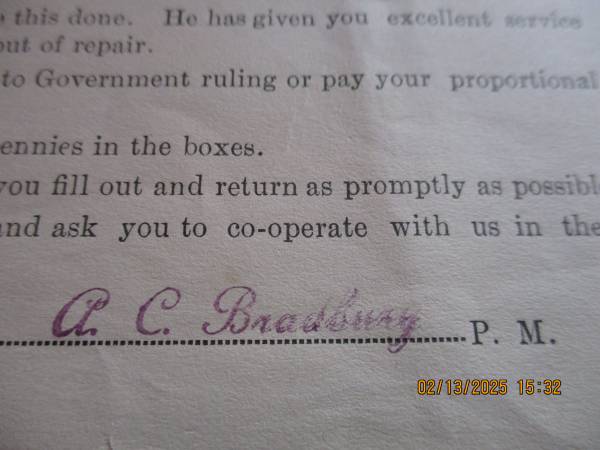 this done. He has given you excellent service
out of repair.
to Government ruling or pay your proportional
ennies in the boxes.
you fill out and return as promptly as possible
and ask you to co-operate with us in the
A. C. Bradbury P. M.
02/13/2025 15:32